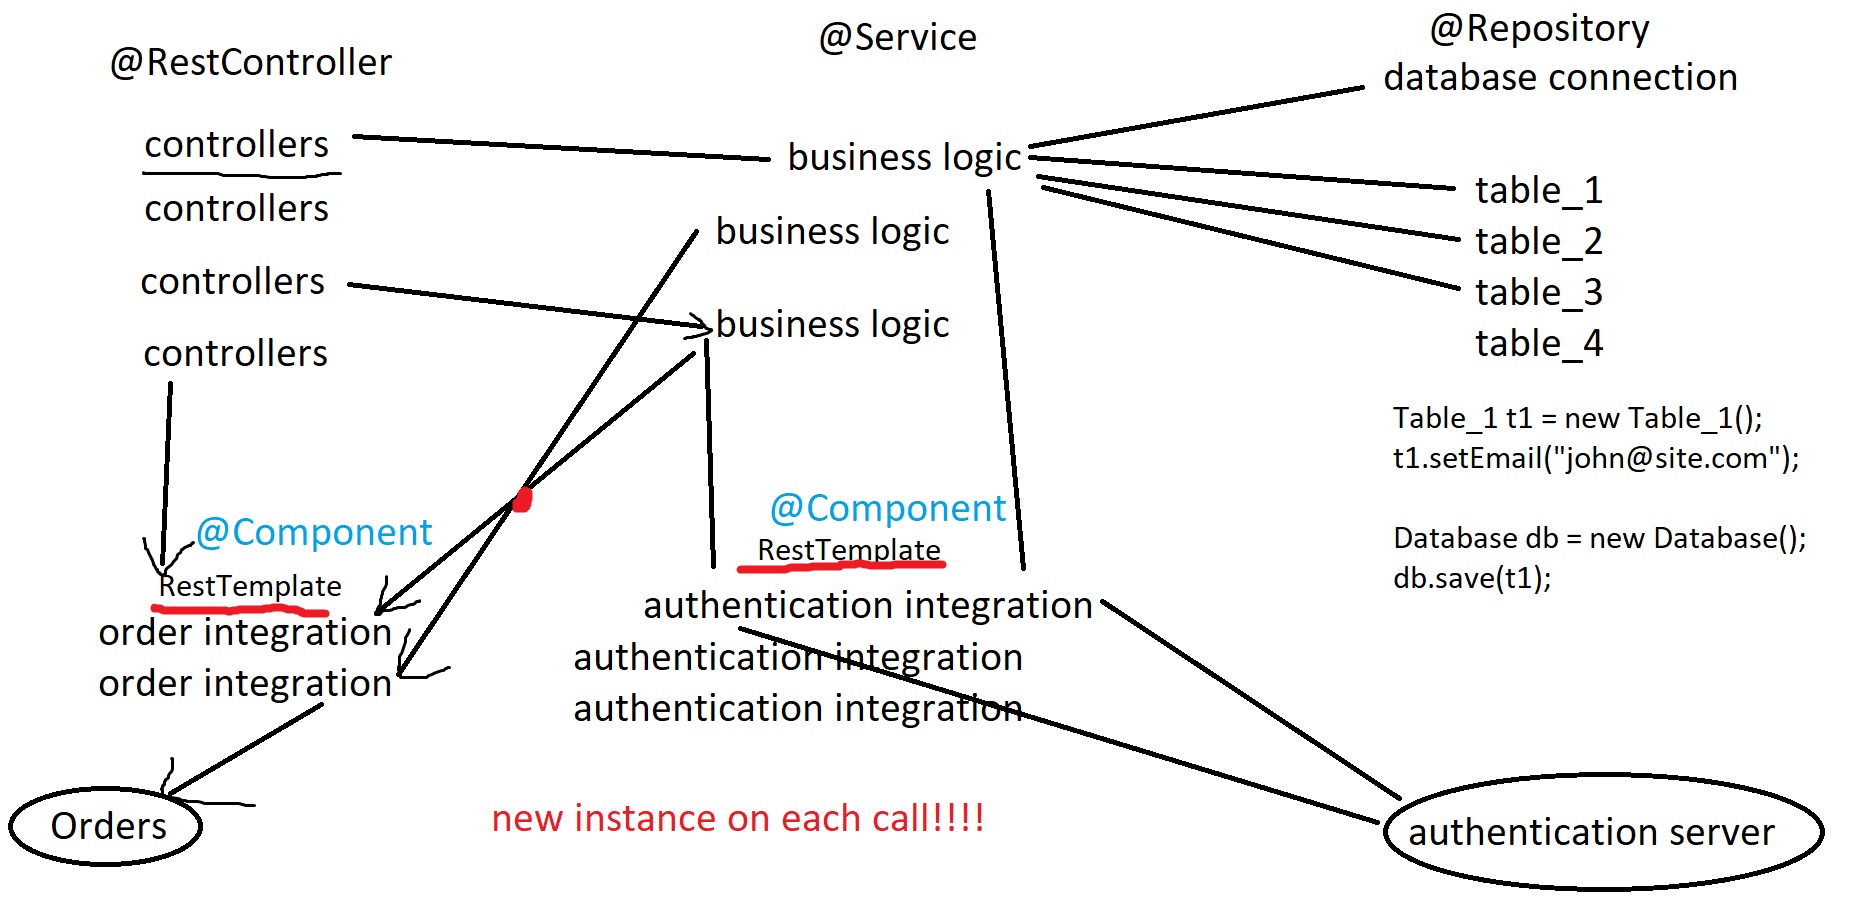 @RestController
controllers
controllers
controllers
controllers
@Service
business logic
business logic
business logic
@Repository
database connection
table_1
table_2
table_3
table_4
Table_1 t1 = new Table_1();
t1.setEmail("john@site.com");
Database db = new Database();
db.save(t1);
@Component
RestTemplate
order integration
order integration
@Component
RestTemplate
authentication integration
authentication integration
authentication integration
Orders
new instance on each call!!!!
authentication server